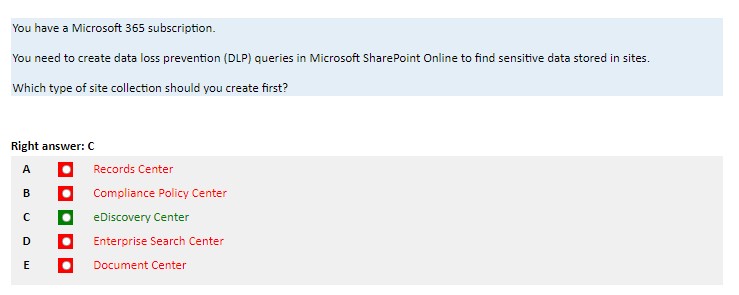 You have a Microsoft 365 subscription.
You need to create data loss prevention (DLP) queries in Microsoft SharePoint Online to find sensitive data stored in sites.
Which type of site collection should you create first?
Right answer: C
A Records Center
B Compliance Policy Center
C eDiscovery Center
D Enterprise Search Center
E Document Center